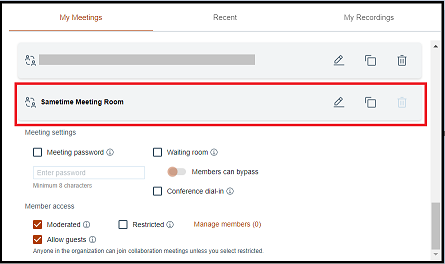 My Meetings Recent My Recordings
Sametime Meeting Room
Meeting settings
Meeting password Waiting room
Enter password Members can bypass
Minimum 8 characters
Conference dial-in
Member access
Moderated Restricted Manage members (0)
Allow guests
Anyone in the organization can join collaboration meetings unless you select restricted.